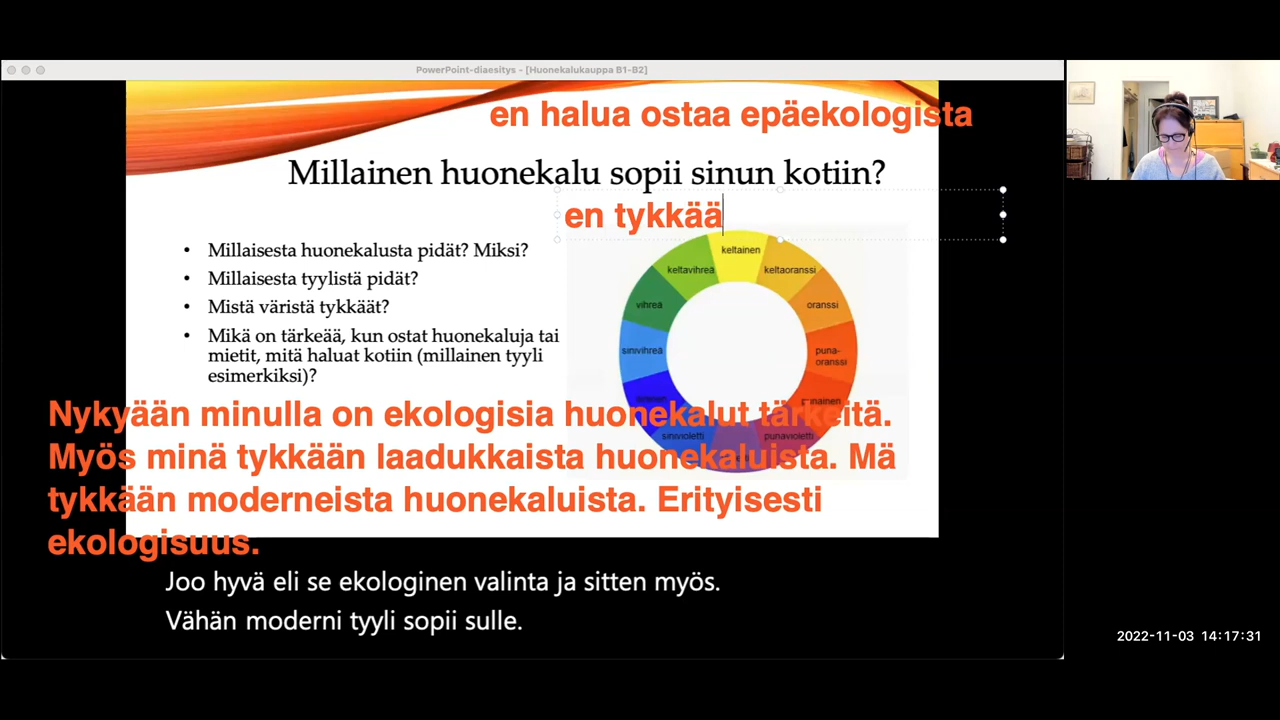 PowerPoint-diaesitys - [Huonekalukauppa B1-B2]
en halua ostaa epäekologista
Millainen huonekalu sopii sinun kotiin?
en tykkää
• Millaisesta huonekalusta pidät? Miksi?
• Millaisesta tyylistä pidät?
• Mistä väristä tykkäät?
• Mikä on tärkeää, kun ostat huonekaluja tai
mietit, mitä haluat kotiin (millainen tyyli
esimerkiksi)?
keltainen
keltavihreä
keltaoranssi
vihreä
oranssi
sinivihreä
puna-
oranssi
punainen
sinivioletti
punavioletti
Nykyään minulla on ekologisia huonekalut tärkeitä.
Myös minä tykkään laadukkaista huonekaluista. Mä
tykkään moderneista huonekaluista. Erityisesti
ekologisuus.
Joo hyvä eli se ekologinen valinta ja sitten myös.
Vähän moderni tyyli sopii sulle.
2022-11-03 14:17:31